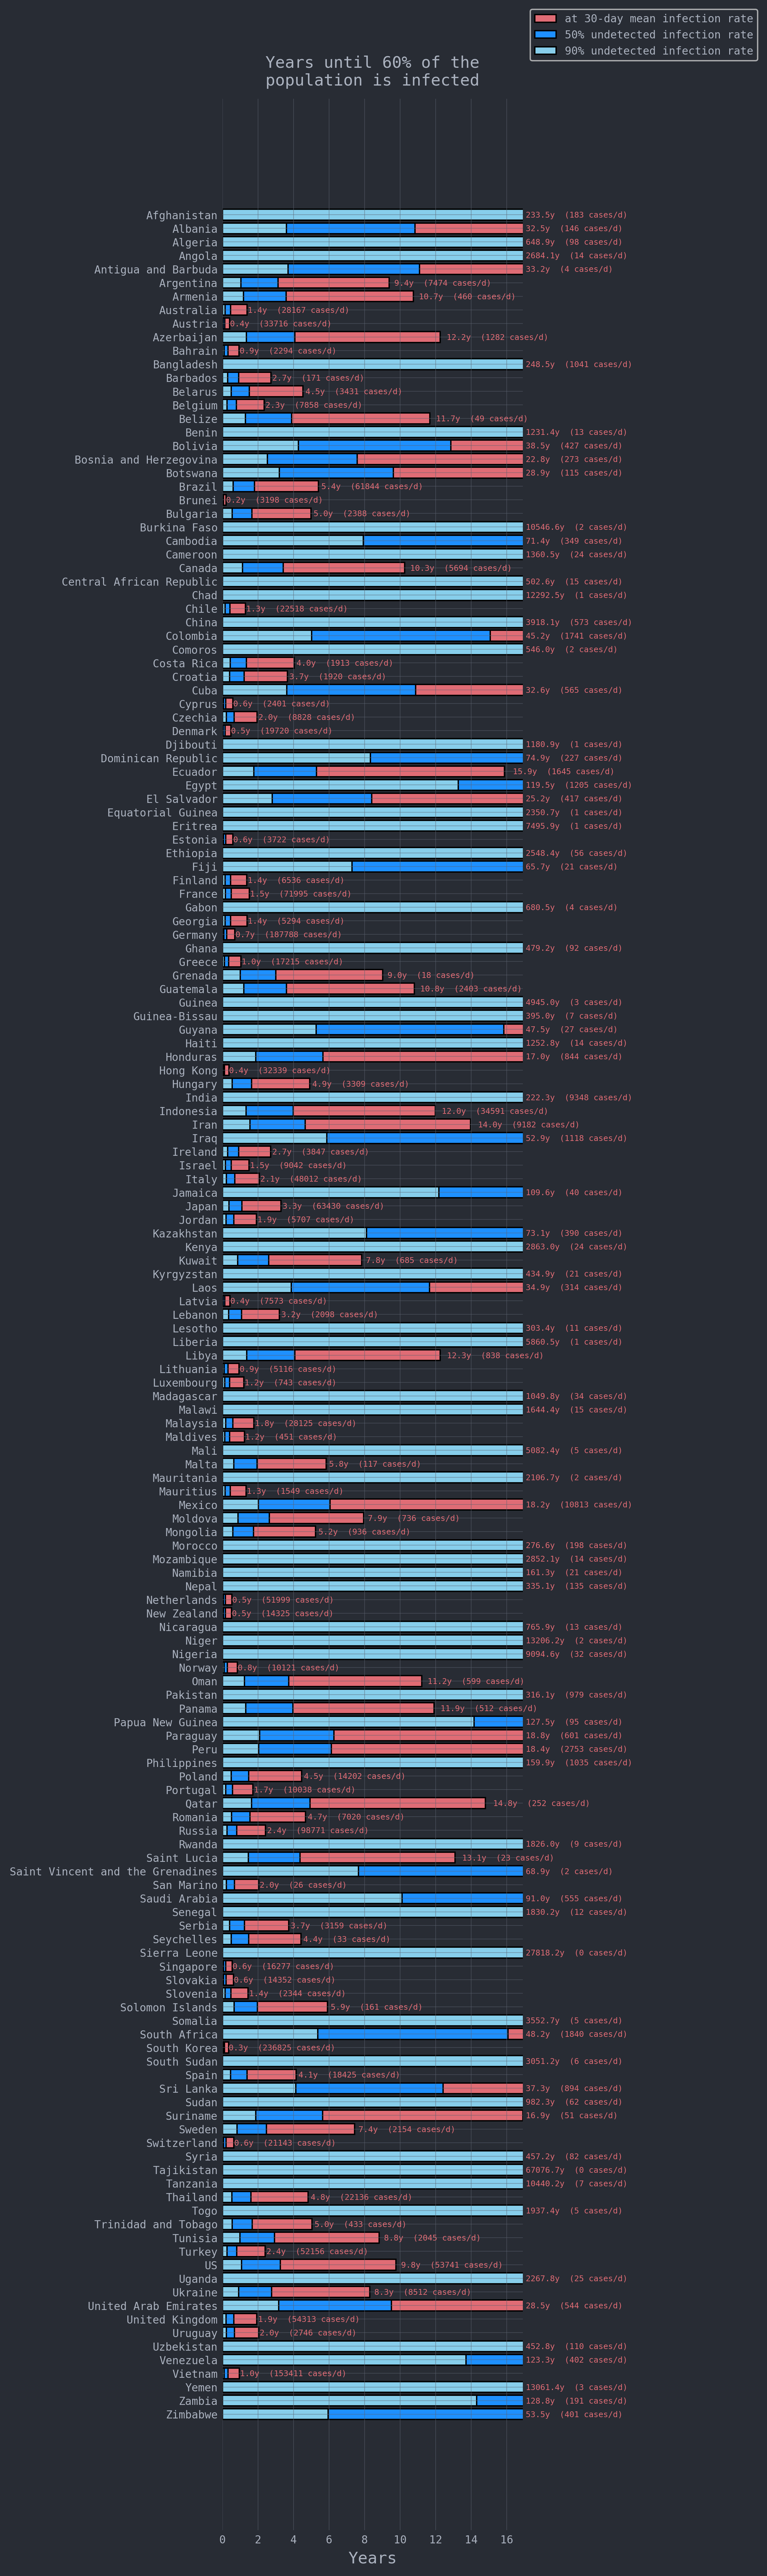 at 30-day mean infection rate
50% undetected infection rate
90% undetected infection rate
Years until 60% of the
population is infected
Afghanistan 233.5y (183 cases/d)
Albania 32.5y (146 cases/d)
Algeria 648.9y (98 cases/d)
Angola 2684.1y (14 cases/d)
Antigua and Barbuda 33.2y (4 cases/d)
Argentina 9.4y (7474 cases/d)
Armenia 10.7y (460 cases/d)
Australia 1.4y (28167 cases/d)
Austria 0.4y (33716 cases/d)
Azerbaijan 12.2y (1282 cases/d)
Bahrain 0.9y (2294 cases/d)
Bangladesh 248.5y (1041 cases/d)
Barbados 2.7y (171 cases/d)
Belarus 4.5y (3431 cases/d)
Belgium 2.3y (7858 cases/d)
Belize 11.7y (49 cases/d)
Benin 1231.4y (13 cases/d)
Bolivia 38.5y (427 cases/d)
Bosnia and Herzegovina 22.8y (273 cases/d)
Botswana 28.9y (115 cases/d)
Brazil 5.4y (61844 cases/d)
Brunei 0.2y (3198 cases/d)
Bulgaria 5.0y (2388 cases/d)
Burkina Faso 10546.6y (2 cases/d)
Cambodia 71.4y (349 cases/d)
Cameroon 1360.5y (24 cases/d)
Canada 10.3y (5694 cases/d)
Central African Republic 502.6y (15 cases/d)
Chad 12292.5y (1 cases/d)
Chile 1.3y (22518 cases/d)
China 3918.1y (573 cases/d)
Colombia 45.2y (1741 cases/d)
Comoros 546.0y (2 cases/d)
Costa Rica 4.0y (1913 cases/d)
Croatia 3.7y (1920 cases/d)
Cuba 32.6y (565 cases/d)
Cyprus 0.6y (2401 cases/d)
Czechia 2.0y (8828 cases/d)
Denmark 0.5y (19720 cases/d)
Djibouti 1180.9y (1 cases/d)
Dominican Republic 74.9y (227 cases/d)
Ecuador 15.9y (1645 cases/d)
Egypt 119.5y (1205 cases/d)
El Salvador 25.2y (417 cases/d)
Equatorial Guinea 2350.7y (1 cases/d)
Eritrea 7495.9y (1 cases/d)
Estonia 0.6y (3722 cases/d)
Ethiopia 2548.4y (56 cases/d)
Fiji 65.7y (21 cases/d)
Finland 1.4y (6536 cases/d)
France 1.5y (71995 cases/d)
Gabon 680.5y (4 cases/d)
Georgia 1.4y (5294 cases/d)
Germany 0.7y (187788 cases/d)
Ghana 479.2y (92 cases/d)
Greece 1.0y (17215 cases/d)
Grenada 9.0y (18 cases/d)
Guatemala 10.8y (2403 cases/d)
Guinea 4945.0y (3 cases/d)
Guinea-Bissau 395.0y (7 cases/d)
Guyana 47.5y (27 cases/d)
Haiti 1252.8y (14 cases/d)
Honduras 17.0y (844 cases/d)
Hong Kong 0.4y (32339 cases/d)
Hungary 4.9y (3309 cases/d)
India 222.3y (9348 cases/d)
Indonesia 12.0y (34591 cases/d)
Iran 14.0y (9182 cases/d)
Iraq 52.9y (1118 cases/d)
Ireland 2.7y (3847 cases/d)
Israel 1.5y (9042 cases/d)
Italy 2.1y (48012 cases/d)
Jamaica 109.6y (40 cases/d)
Japan 3.3y (63430 cases/d)
Jordan 1.9y (5707 cases/d)
Kazakhstan 73.1y (390 cases/d)
Kenya 2863.0y (24 cases/d)
Kuwait 7.8y (685 cases/d)
Kyrgyzstan 434.9y (21 cases/d)
Laos 34.9y (314 cases/d)
Latvia 0.4y (7573 cases/d)
Lebanon 3.2y (2098 cases/d)
Lesotho 303.4y (11 cases/d)
Liberia 5860.5y (1 cases/d)
Libya 12.3y (838 cases/d)
Lithuania 0.9y (5116 cases/d)
Luxembourg 1.2y (743 cases/d)
Madagascar 1049.8y (34 cases/d)
Malawi 1644.4y (15 cases/d)
Malaysia 1.8y (28125 cases/d)
Maldives 1.2y (451 cases/d)
Mali 5082.4y (5 cases/d)
Malta 5.8y (117 cases/d)
Mauritania 2106.7y (2 cases/d)
Mauritius 1.3y (1549 cases/d)
Mexico 18.2y (10813 cases/d)
Moldova 7.9y (736 cases/d)
Mongolia 5.2y (936 cases/d)
Morocco 276.6y (198 cases/d)
Mozambique 2852.1y (14 cases/d)
Namibia 161.3y (21 cases/d)
Nepal 335.1y (135 cases/d)
Netherlands 0.5y (51999 cases/d)
New Zealand 0.5y (14325 cases/d)
Nicaragua 765.9y (13 cases/d)
Niger 13206.2y (2 cases/d)
Nigeria 9094.6y (32 cases/d)
Norway 0.8y (10121 cases/d)
Oman 11.2y (599 cases/d)
Pakistan 316.1y (979 cases/d)
Panama 11.9y (512 cases/d)
Papua New Guinea 127.5y (95 cases/d)
Paraguay 18.8y (601 cases/d)
Peru 18.4y (2753 cases/d)
Philippines 159.9y (1035 cases/d)
Poland 4.5y (14202 cases/d)
Portugal 1.7y (10038 cases/d)
Qatar 14.8y (252 cases/d)
Romania 4.7y (7020 cases/d)
Russia 2.4y (98771 cases/d)
Rwanda 1826.0y (9 cases/d)
Saint Lucia 13.1y (23 cases/d)
Saint Vincent and the Grenadines 68.9y (2 cases/d)
San Marino 2.0y (26 cases/d)
Saudi Arabia 91.0y (555 cases/d)
Senegal 1830.2y (12 cases/d)
Serbia 3.7y (3159 cases/d)
Seychelles 4.4y (33 cases/d)
Sierra Leone 27818.2y (0 cases/d)
Singapore 0.6y (16277 cases/d)
Slovakia 0.6y (14352 cases/d)
Slovenia 1.4y (2344 cases/d)
Solomon Islands 5.9y (161 cases/d)
Somalia 3552.7y (5 cases/d)
South Africa 48.2y (1840 cases/d)
South Korea 0.3y (236825 cases/d)
South Sudan 3051.2y (6 cases/d)
Spain 4.1y (18425 cases/d)
Sri Lanka 37.3y (894 cases/d)
Sudan 982.3y (62 cases/d)
Suriname 16.9y (51 cases/d)
Sweden 7.4y (2154 cases/d)
Switzerland 0.6y (21143 cases/d)
Syria 457.2y (82 cases/d)
Tajikistan 67076.7y (0 cases/d)
Tanzania 10440.2y (7 cases/d)
Thailand 4.8y (22136 cases/d)
Togo 1937.4y (5 cases/d)
Trinidad and Tobago 5.0y (433 cases/d)
Tunisia 8.8y (2045 cases/d)
Turkey 2.4y (52156 cases/d)
US 9.8y (53741 cases/d)
Uganda 2267.8y (25 cases/d)
Ukraine 8.3y (8512 cases/d)
United Arab Emirates 28.5y (544 cases/d)
United Kingdom 1.9y (54313 cases/d)
Uruguay 2.0y (2746 cases/d)
Uzbekistan 452.8y (110 cases/d)
Venezuela 123.3y (402 cases/d)
Vietnam 1.0y (153411 cases/d)
Yemen 13061.4y (3 cases/d)
Zambia 128.8y (191 cases/d)
Zimbabwe 53.5y (401 cases/d)
0 2 4 6 8 10 12 14 16
Years